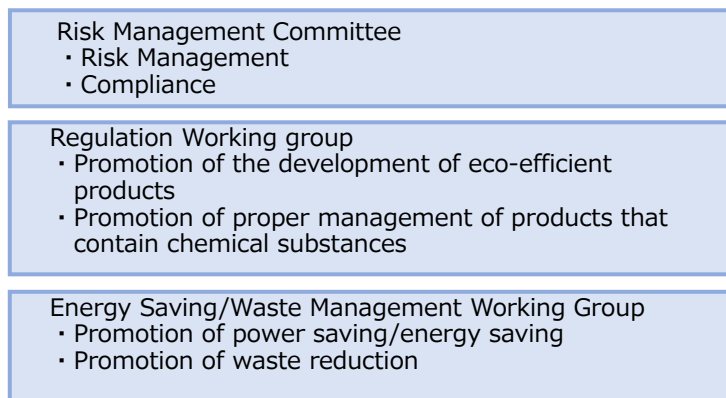 Risk Management Committee
・Risk Management
・Compliance
Regulation Working group
・Promotion of the development of eco-efficient
products
・Promotion of proper management of products that
contain chemical substances
Energy Saving/Waste Management Working Group
・Promotion of power saving/energy saving
・Promotion of waste reduction